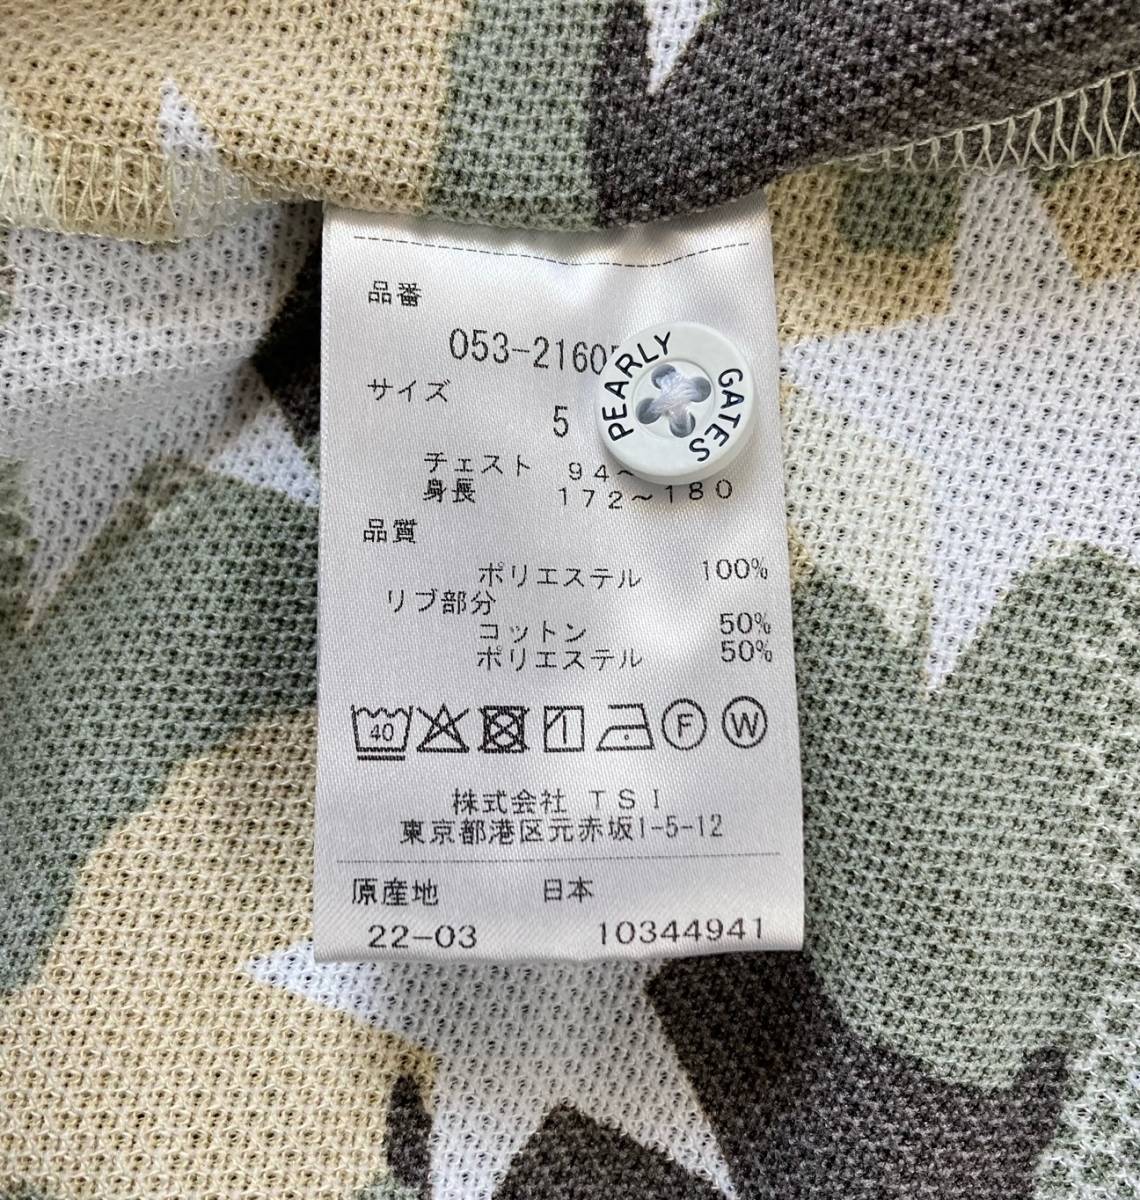 品番
053-2160
サイズ
5
PEARLY GATES
チェスト 94~
身長 172~180
品質
ポリエステル 100%
リブ部分
コットン 50%
ポリエステル 50%
40 F W
株式会社 TSI
東京都港区元赤坂1-5-12
原産地 日本
22-03 10344941